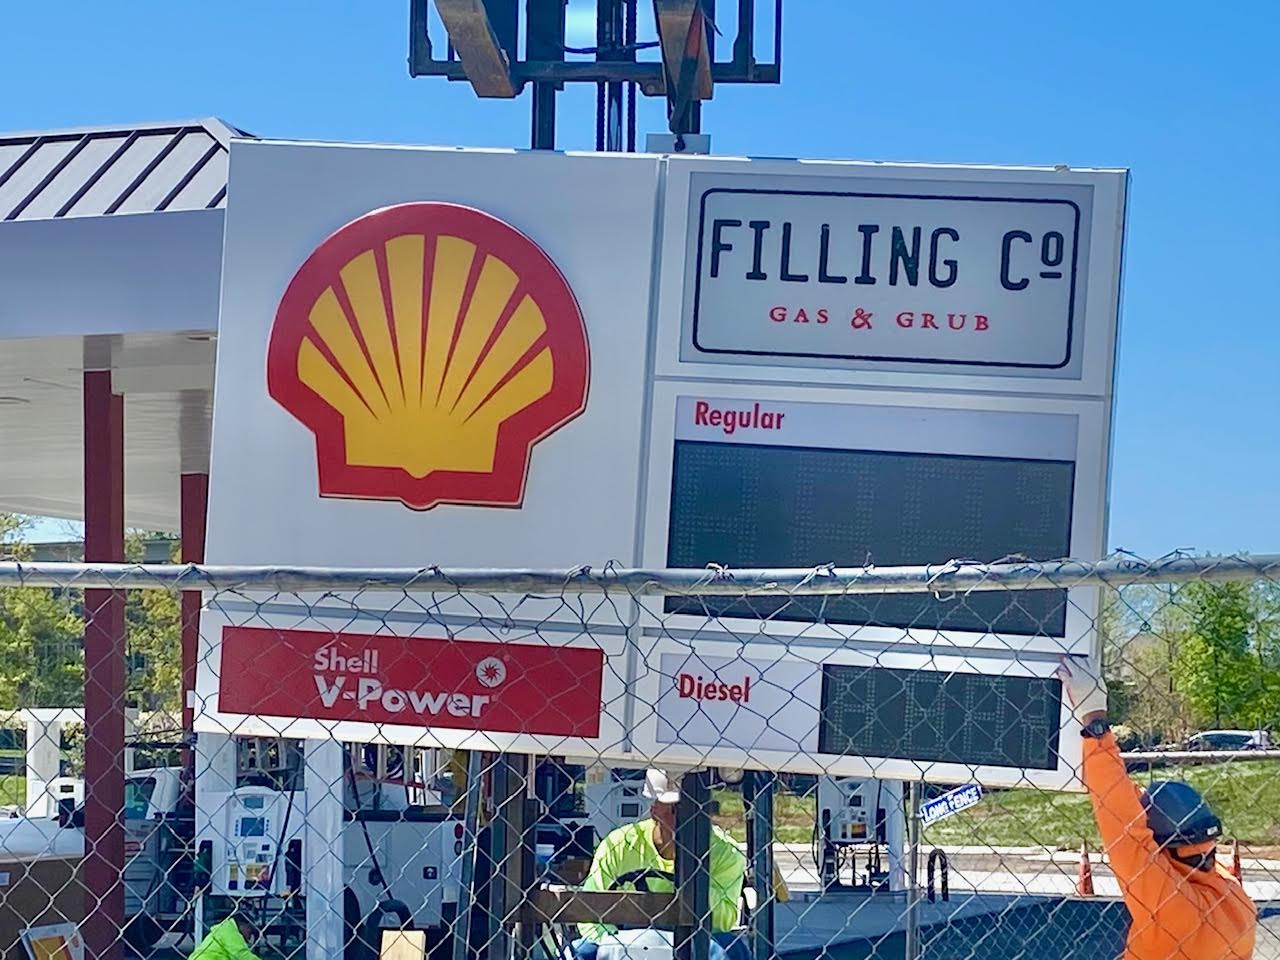 FILLING Cº
GAS & GRUB
Regular
Shell
V-Power
Diesel
LONG FENCE